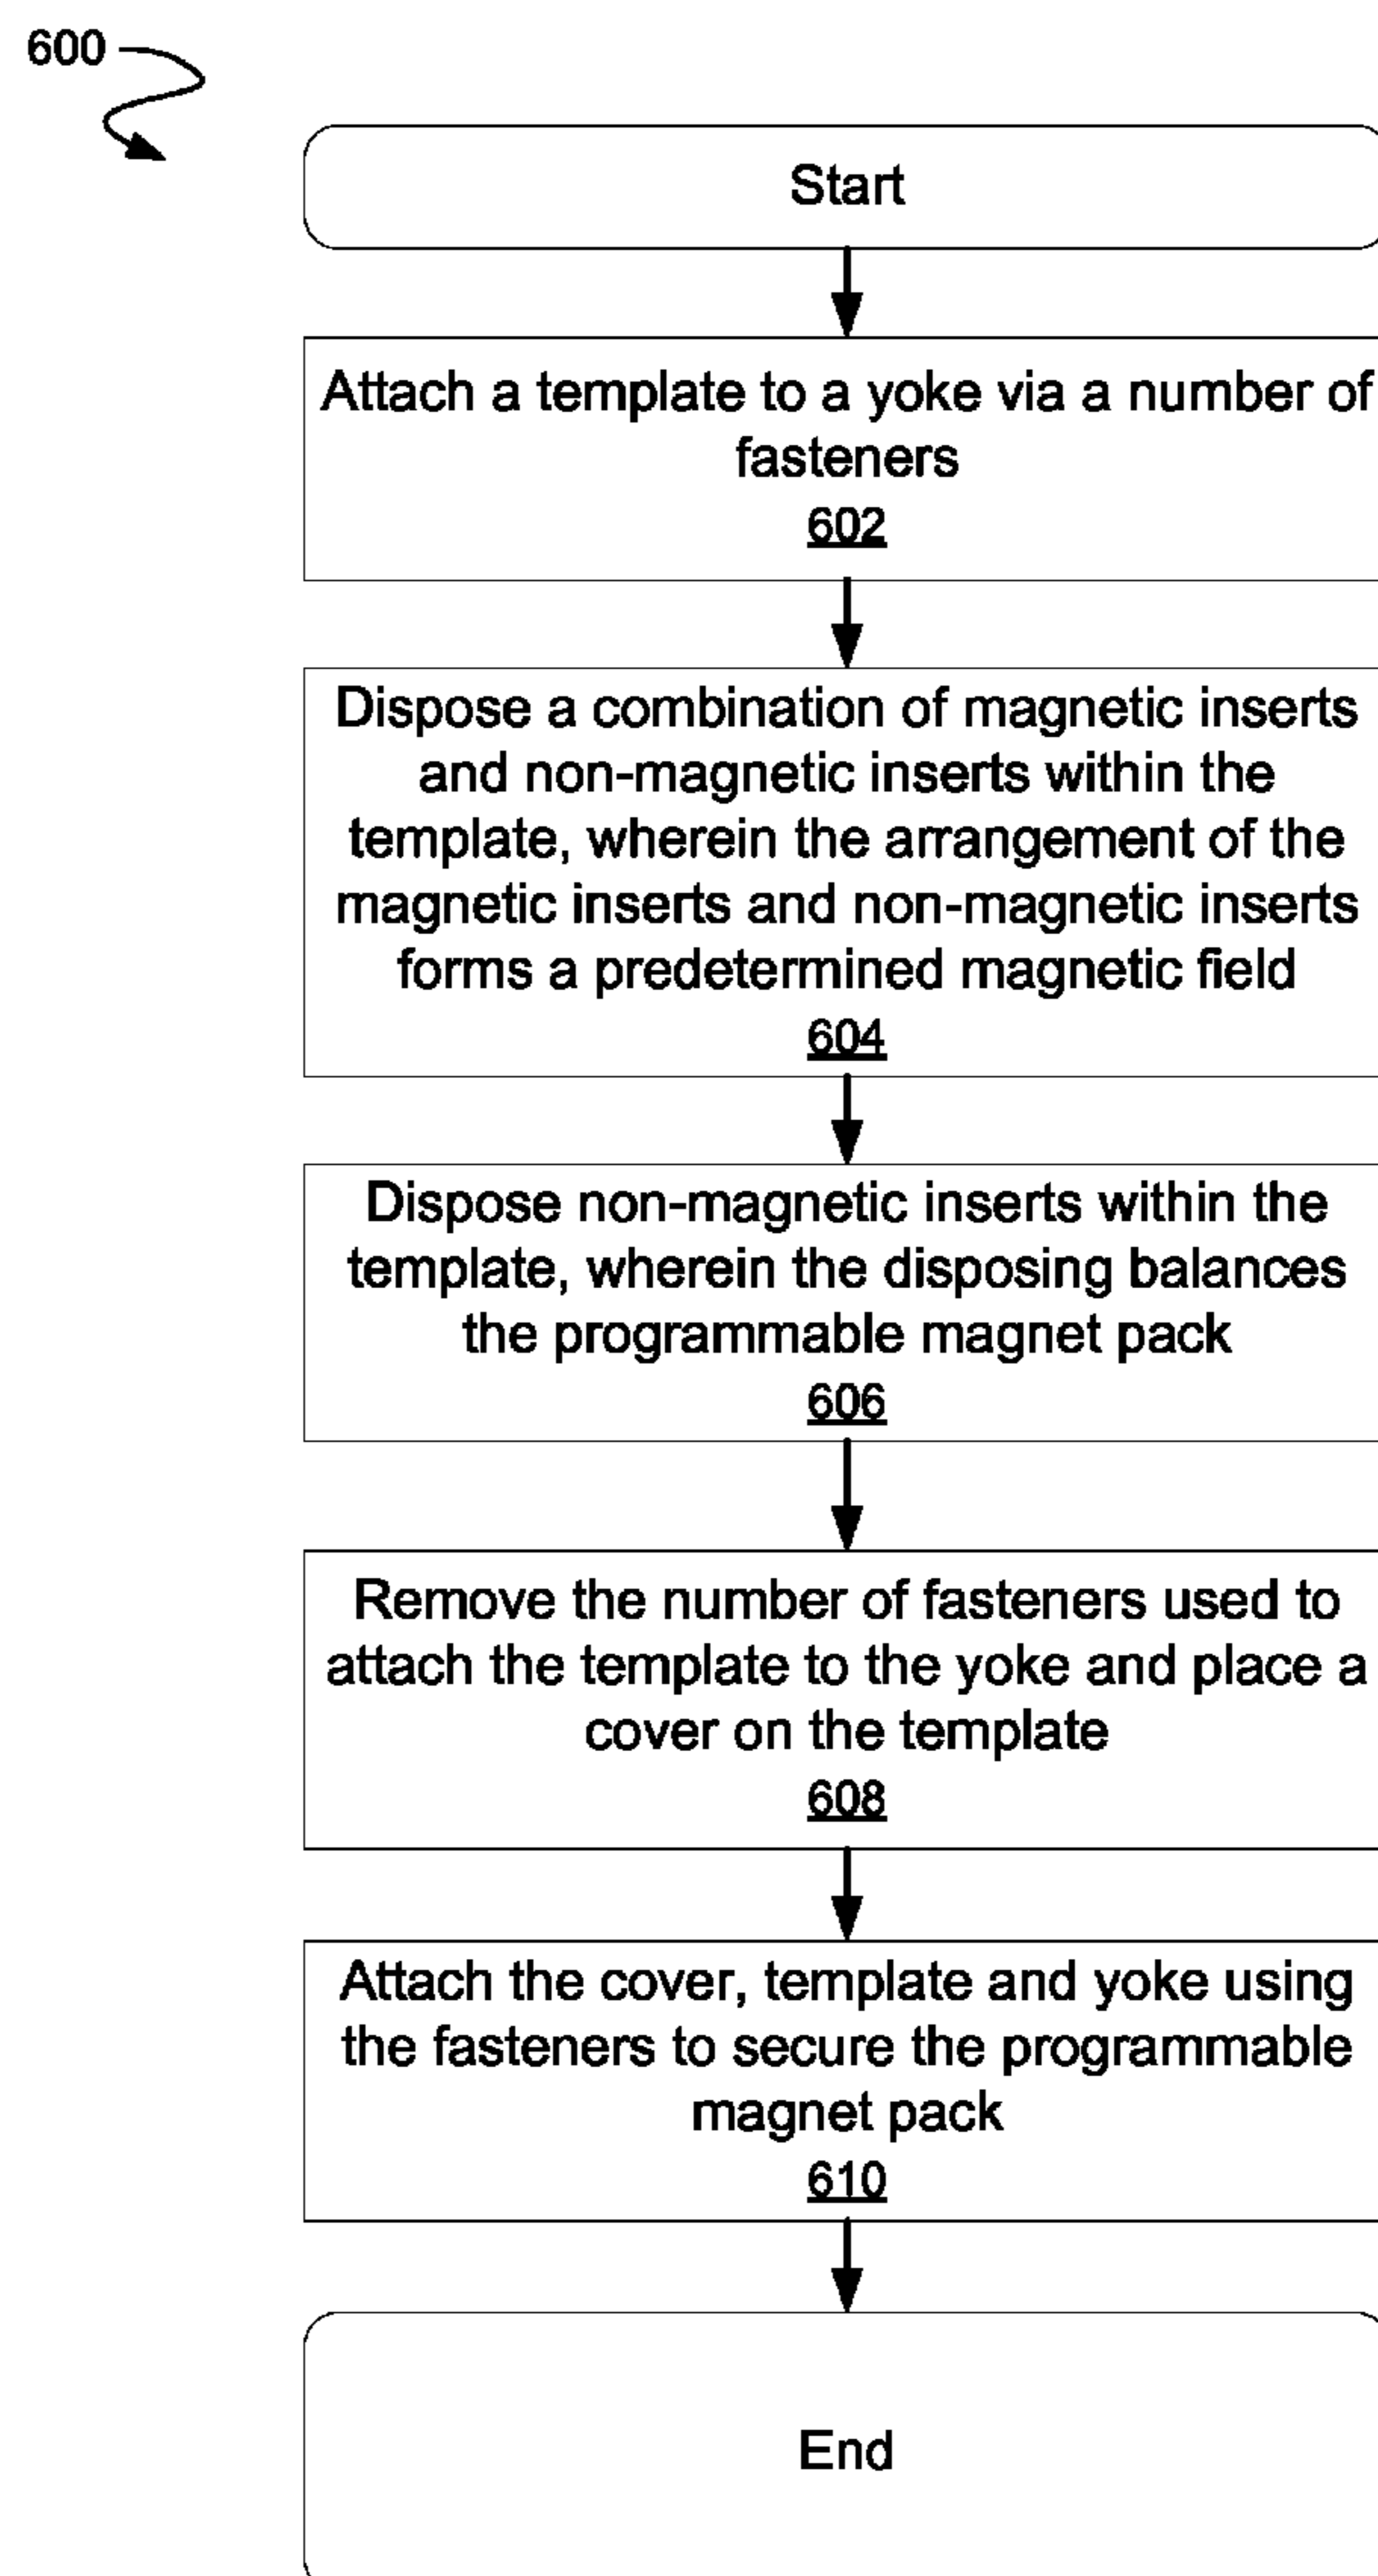 600
Start
Attach a template to a yoke via a number of
fasteners
602
Dispose a combination of magnetic inserts
and non-magnetic inserts within the
template, wherein the arrangement of the
magnetic inserts and non-magnetic inserts
forms a predetermined magnetic field
604
Dispose non-magnetic inserts within the
template, wherein the disposing balances
the programmable magnet pack
606
Remove the number of fasteners used to
attach the template to the yoke and place a
cover on the template
608
Attach the cover, template and yoke using
the fasteners to secure the programmable
magnet pack
610
End